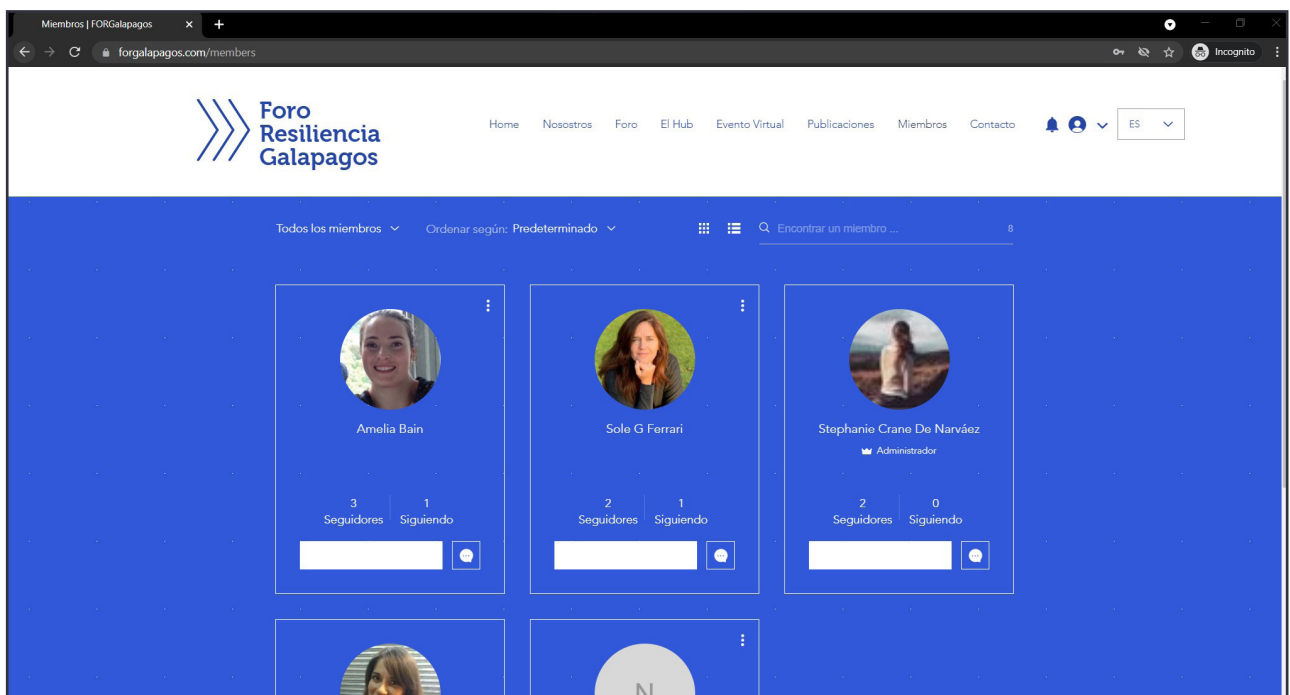 Miembros | FORGalapagos
forgalapagos.com/members
Incognito
Foro
Resiliencia
Galapagos
Home Nosostros Foro El Hub Evento Virtual Publicaciones Miembros Contacto ES
Todos los miembros Ordenar según: Predeterminado Encontrar un miembro ... 8
Amelia Bain
3 1
Seguidores Siguiendo
Sole G Ferrari
2 1
Seguidores Siguiendo
Stephanie Crane De Narváez
Administrador
2 0
Seguidores Siguiendo
N